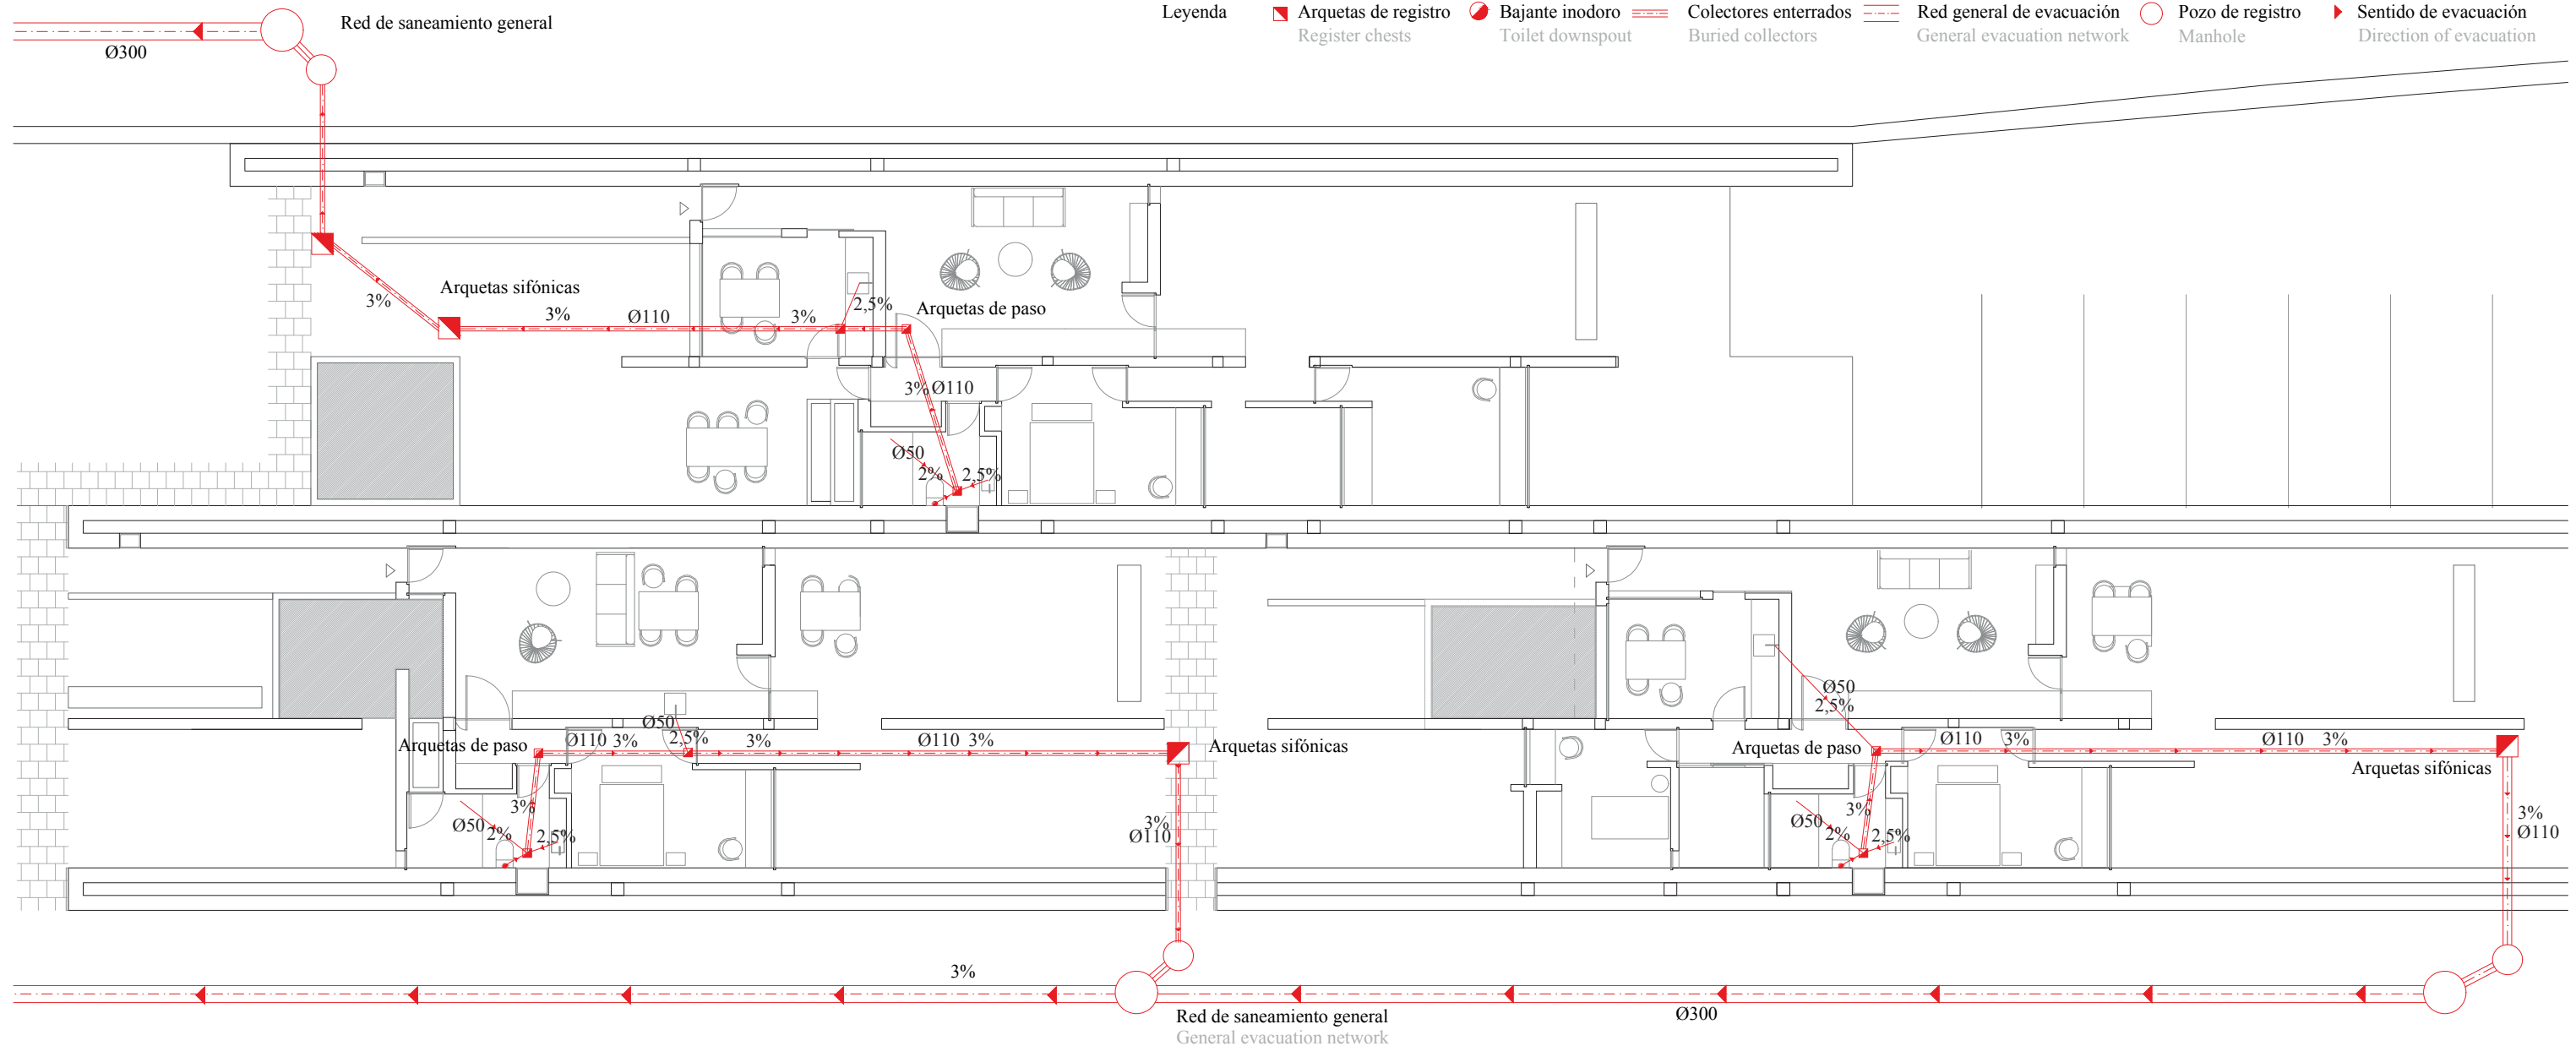 Leyenda
Arquetas de registro
Register chests
Bajante inodoro
Toilet downspout
Colectores enterrados
Buried collectors
Red general de evacuación
General evacuation network
Pozo de registro
Manhole
Sentido de evacuación
Direction of evacuation
Red de saneamiento general
Ø300
3%
Arquetas sifónicas
3%
Ø110
3%
2,5%
Arquetas de paso
3%
Ø110
Ø50
2%
2,5%
Arquetas de paso
Ø110
3%
Ø50
2,5%
3%
Ø110
3%
Arquetas sifónicas
3%
Ø50
2%
2,5%
3%
Ø110
Ø50
2,5%
Arquetas de paso
Ø110
3%
Ø110
3%
Arquetas sifónicas
3%
Ø50
2%
2,5%
3%
Ø110
3%
Red de saneamiento general
General evacuation network
Ø300